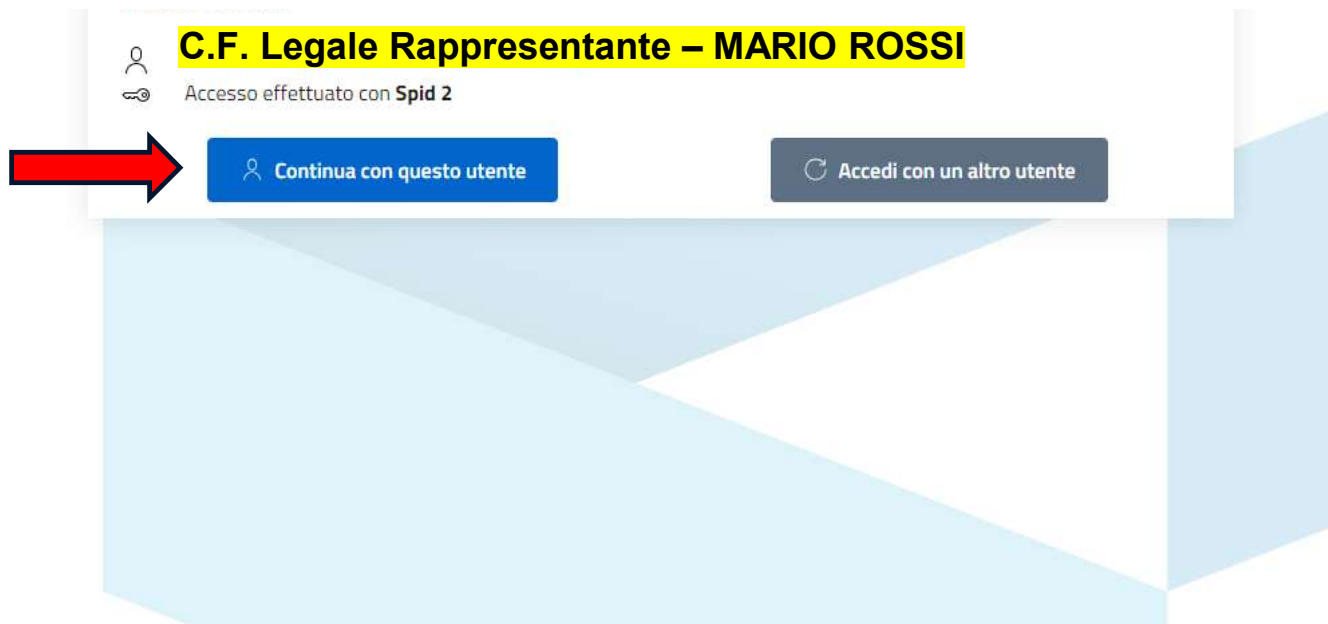 C.F. Legale Rappresentante – MARIO ROSSI
Accesso effettuato con Spid 2
Continua con questo utente
Accedi con un altro utente